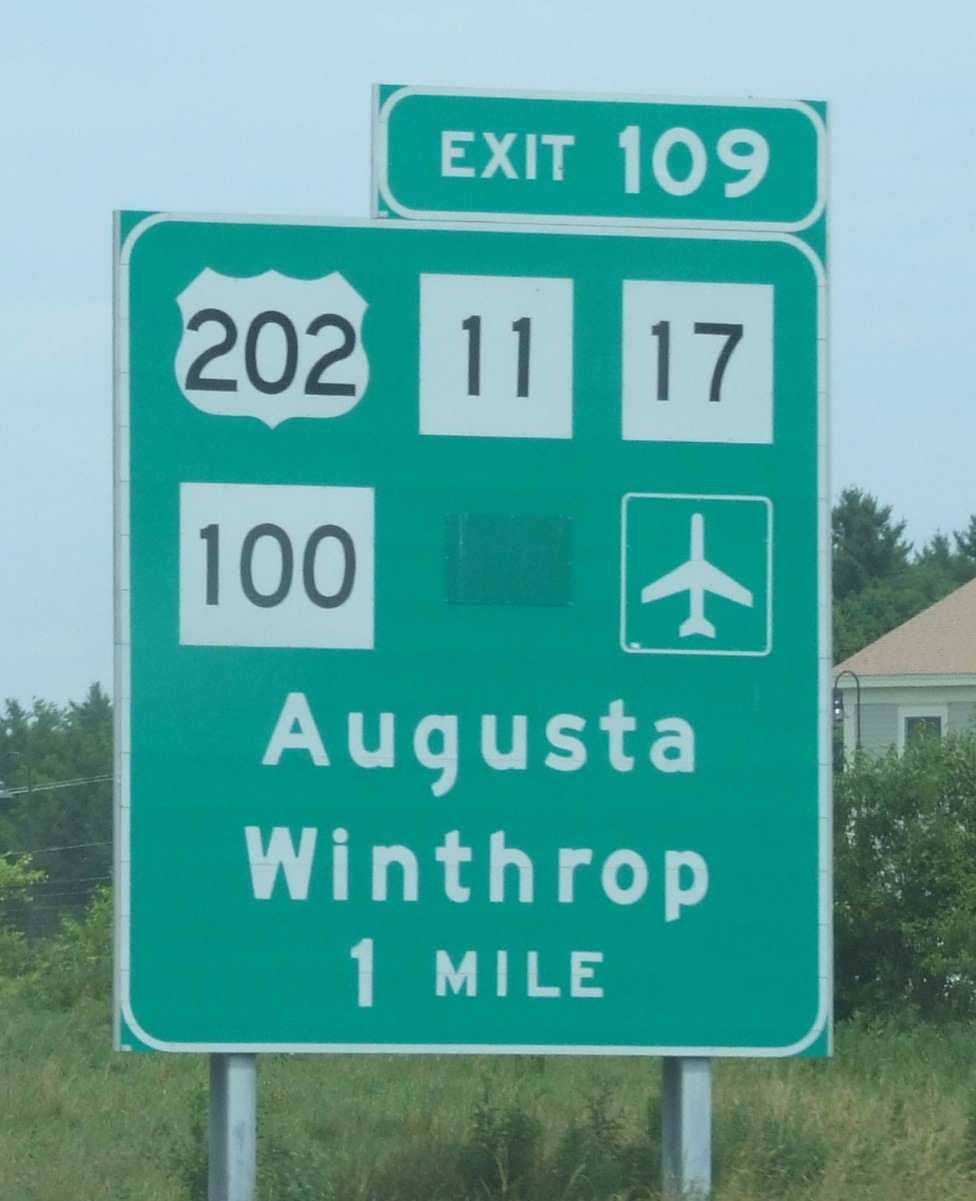 EXIT 109
202 11 17
100
Augusta
Winthrop
1 MILE